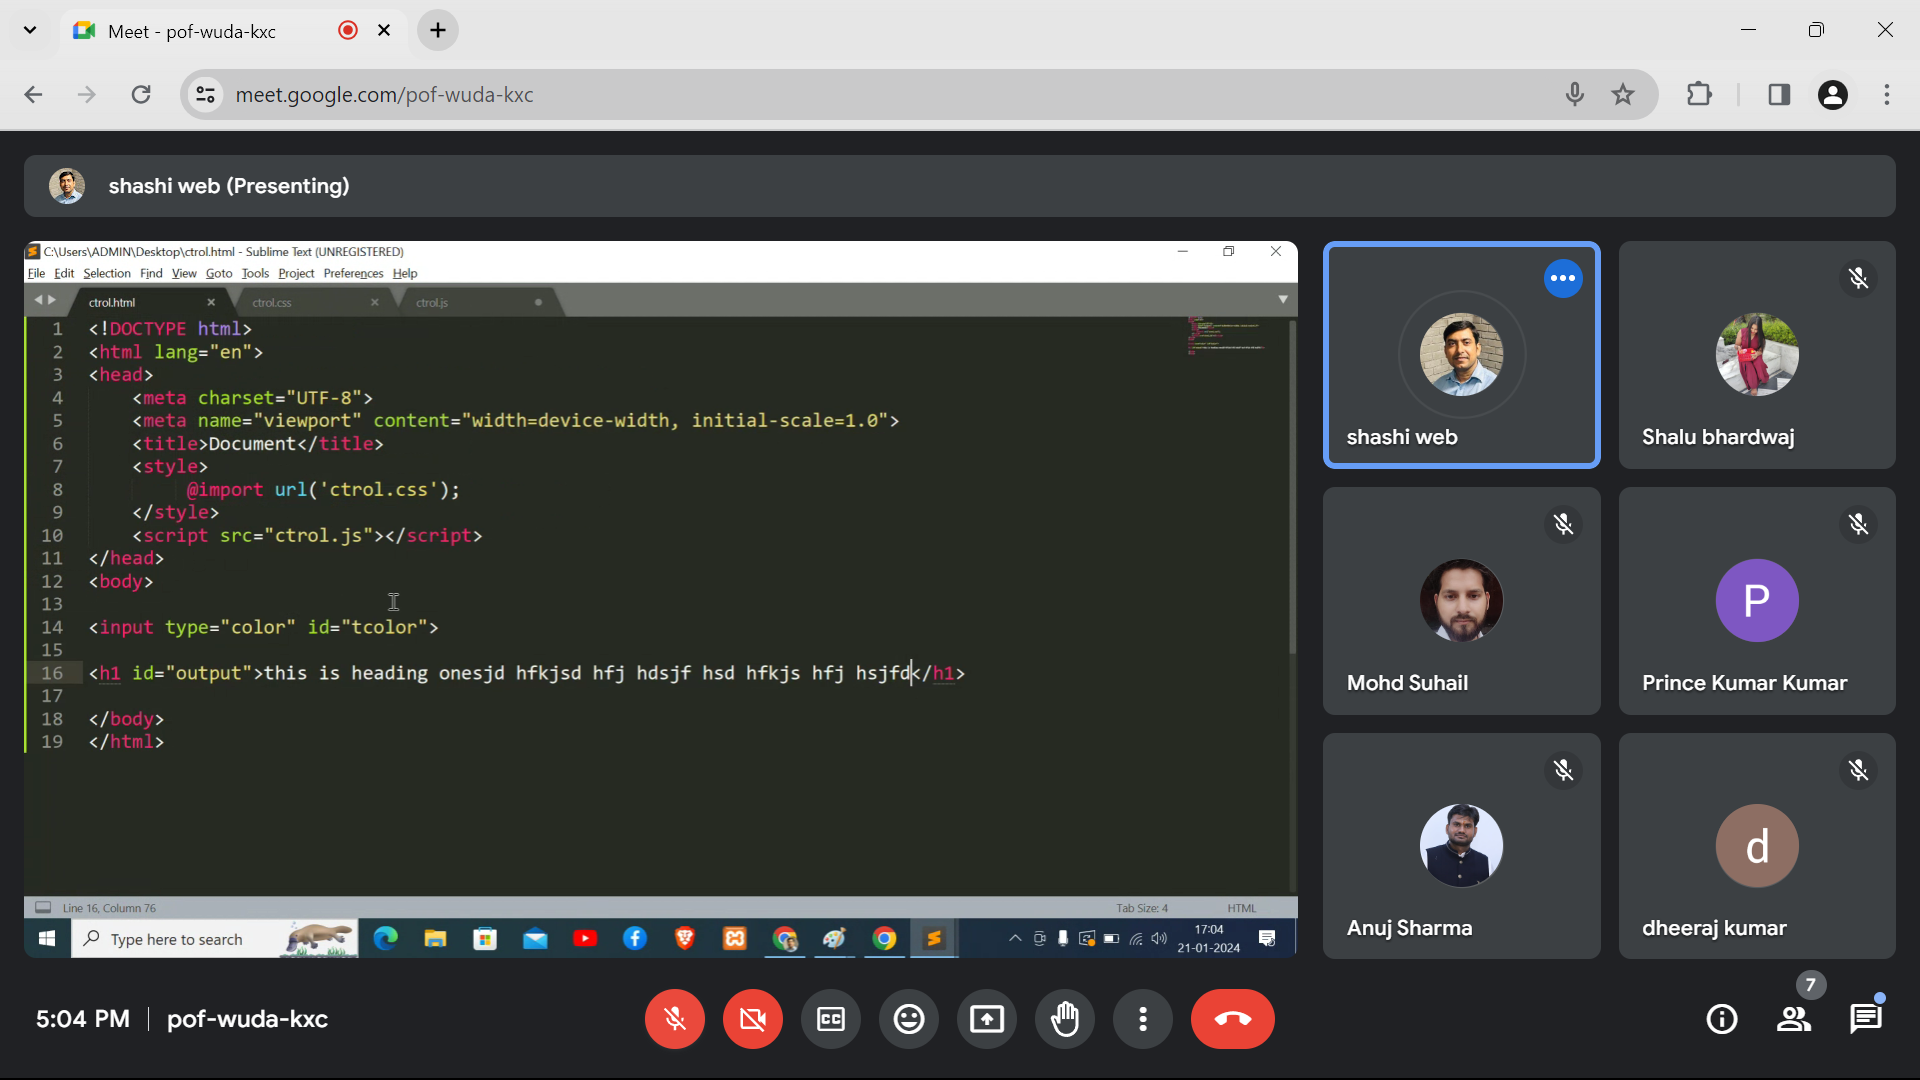 Meet - pof-wuda-kxc
meet.google.com/pof-wuda-kxc
shashi web (Presenting)
C:\Users\ADMIN\Desktop\ctrol.html - Sublime Text (UNREGISTERED)
File Edit Selection Find View Goto Tools Project Preferences Help
ctrol.html ctrol.css ctrol.js
1 <!DOCTYPE html>
2 <html lang="en">
3 <head>
4 <meta charset="UTF-8">
5 <meta name="viewport" content="width=device-width, initial-scale=1.0">
6 <title>Document</title>
7 <style>
8 @import url('ctrol.css');
9 </style>
10 <script src="ctrol.js"></script>
11 </head>
12 <body>
13
14 <input type="color" id="tcolor">
15
16 <h1 id="output">this is heading onesjd hfkjsd hfj hdsjf hsd hfkjs hfj hsjfd</h1>
17
18 </body>
19 </html>
Line 16, Column 76
Tab Size: 4
HTML
Type here to search
17:04
21-01-2024
shashi web
Shalu bhardwaj
Mohd Suhail
P
Prince Kumar Kumar
Anuj Sharma
d
dheeraj kumar
5:04 PM
pof-wuda-kxc
CC
7